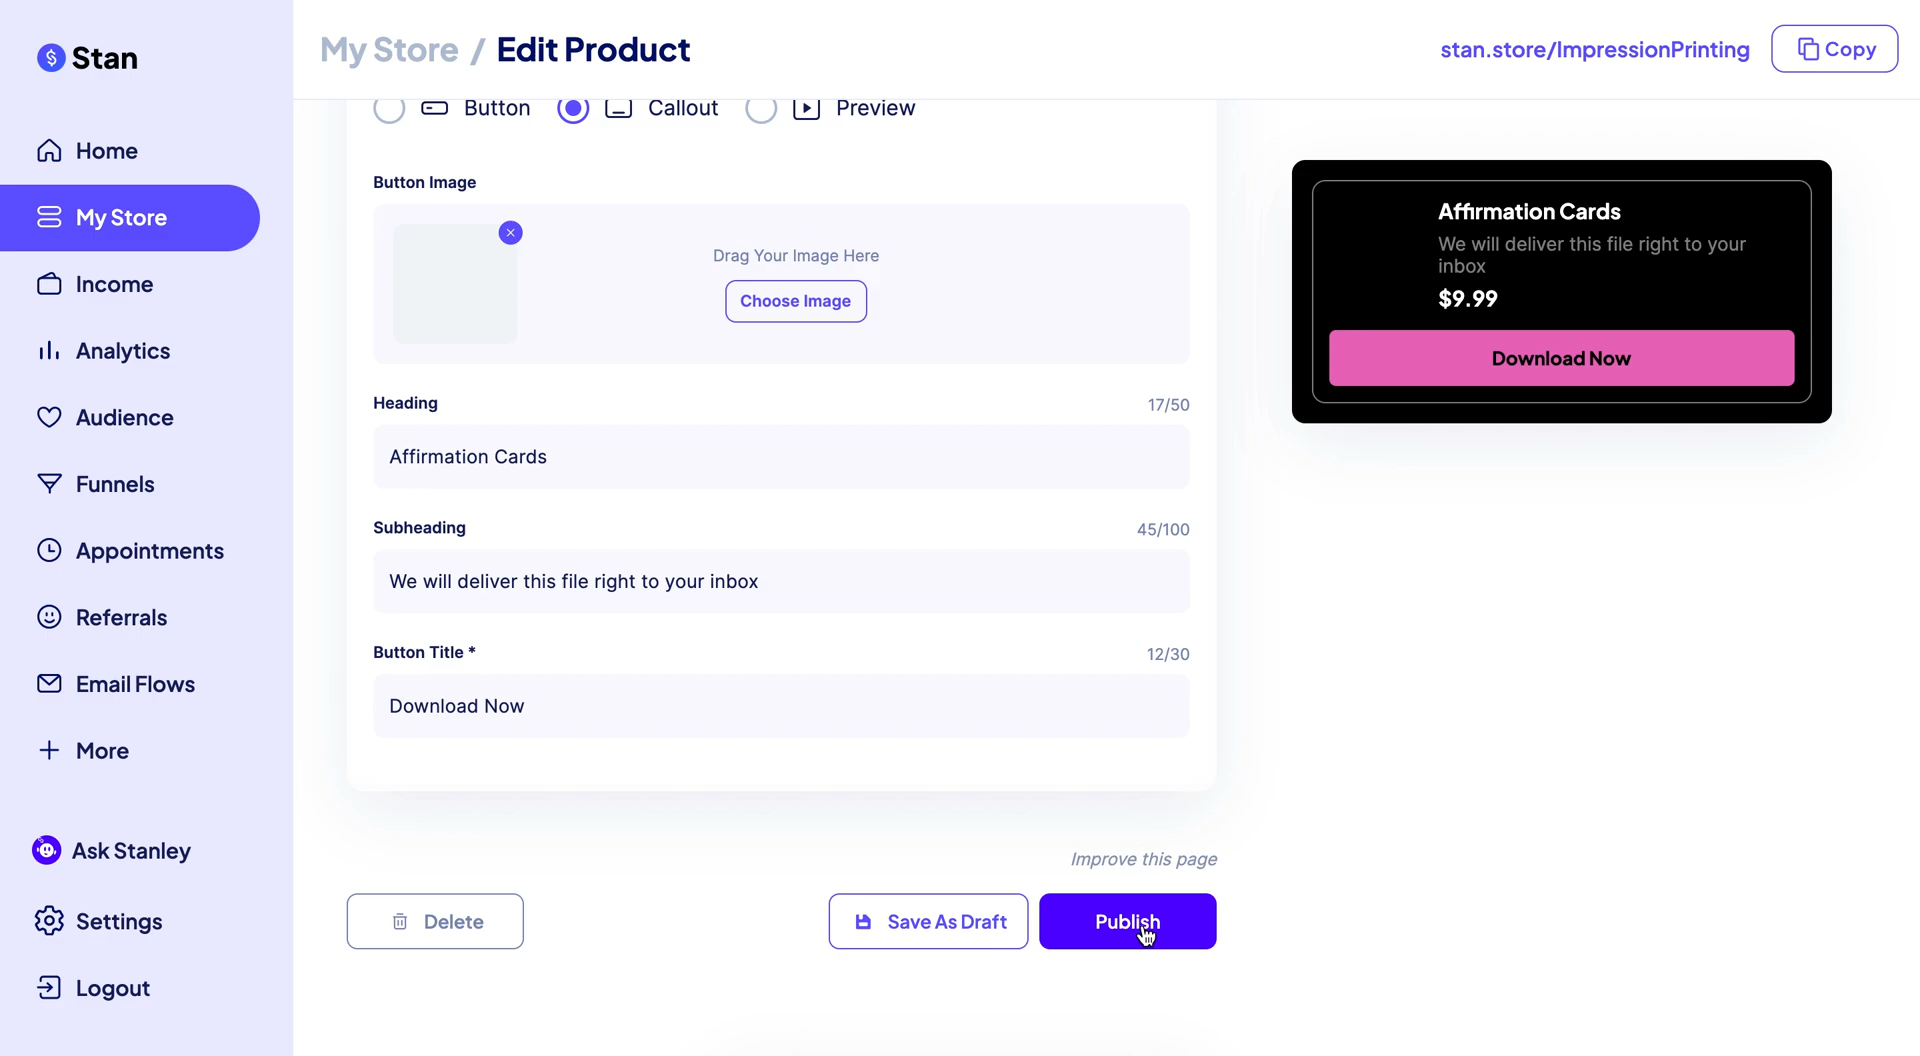 Stan
My Store / Edit Product
stan.store/ImpressionPrinting
Copy
Home
My Store
Income
Analytics
Audience
Funnels
Appointments
Referrals
Email Flows
More
Ask Stanley
Settings
Logout
Button
Callout
Preview
Button Image
Drag Your Image Here
Choose Image
Heading
17/50
Affirmation Cards
Subheading
45/100
We will deliver this file right to your inbox
Button Title *
12/30
Download Now
Improve this page
Delete
Save As Draft
Publish
Affirmation Cards
We will deliver this file right to your
inbox
$9.99
Download Now